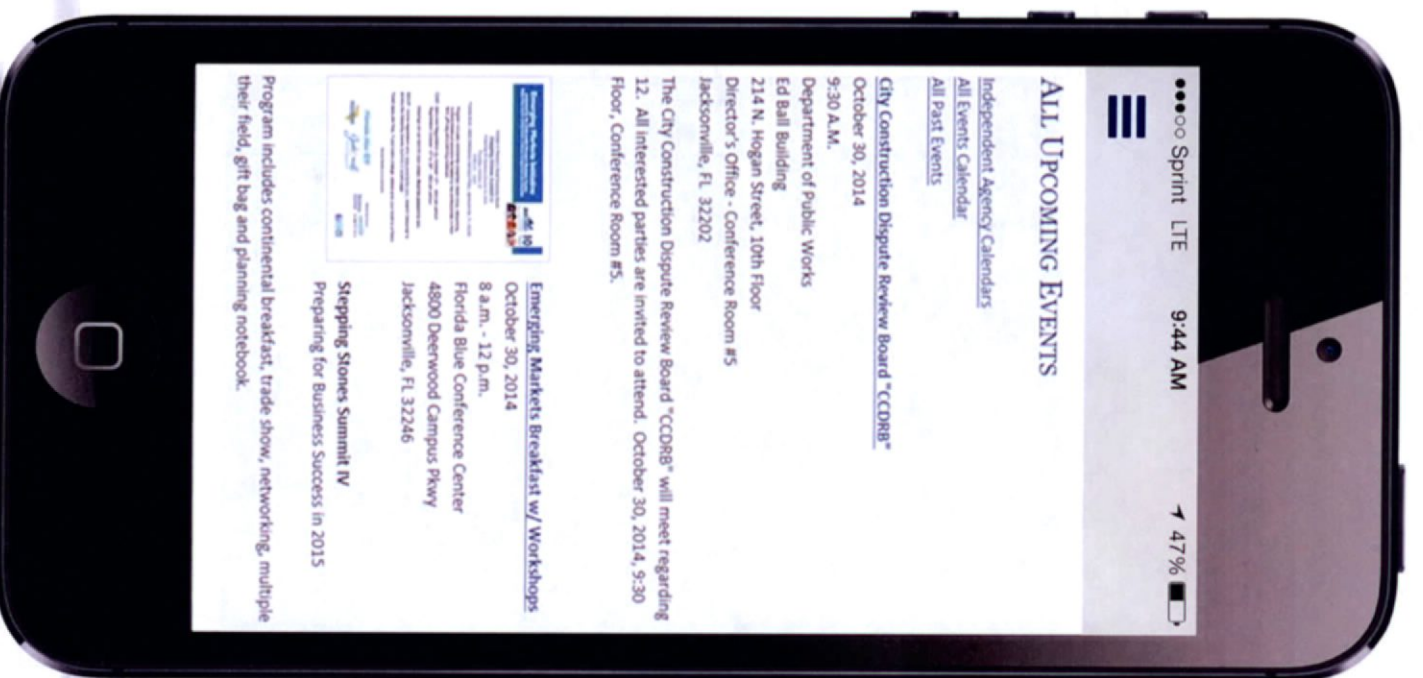 Sprint LTE 9:44 AM 47%
ALL UPCOMING EVENTS
Independent Agency Calendars
All Events Calendar
All Past Events
City Construction Dispute Review Board "CCDRB"
October 30, 2014
9:30 A.M.
Department of Public Works
Ed Ball Building
214 N. Hogan Street, 10th Floor
Director's Office - Conference Room #5
Jacksonville, FL 32202
The City Construction Dispute Review Board "CCDRB" will meet regarding
12. All interested parties are invited to attend. October 30, 2014, 9:30
Floor, Conference Room #5.
Emerging Markets Breakfast w/ Workshops
October 30, 2014
8 a.m. - 12 p.m.
Florida Blue Conference Center
4800 Deerwood Campus Pkwy
Jacksonville, FL 32246
Stepping Stones Summit IV
Preparing for Business Success in 2015
Program includes continental breakfast, trade show, networking, multiple
their field, gift bag and planning notebook.